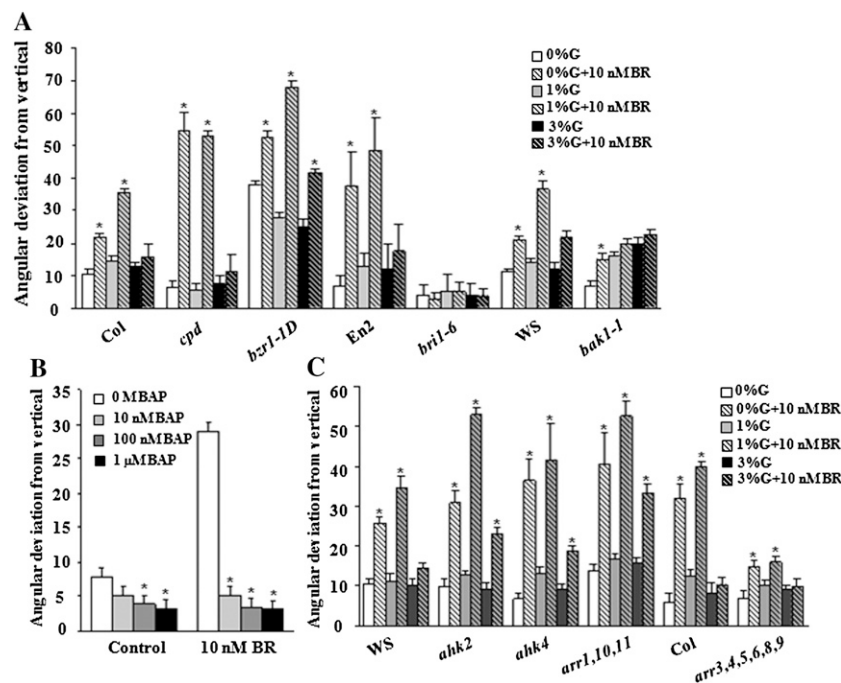 A
Angular deviation from vertical
80
70
60
50
40
30
20
10
0
* * * * * * * * * * *
0%G
0%G+10 nMBR
1%G
1%G+10 nMBR
3%G
3%G+10 nMBR
Col
cpd
bzr1-1D
En2
bri1-6
WS
bak1-1
B
Angular deviation from vertical
35
30
25
20
15
10
5
0
0 MBAP
10 nMBAP
100 nMBAP
1 µMBAP
* * * * *
Control
10 nM BR
C
Angular deviation from vertical
60
50
40
30
20
10
0
* * * * * * * * * * * * * * *
0%G
0%G+10 nMBR
1%G
1%G+10 nMBR
3%G
3%G+10 nMBR
WS
ahk2
ahk4
arr1,10,11
Col
arr3,4,5,6,8,9